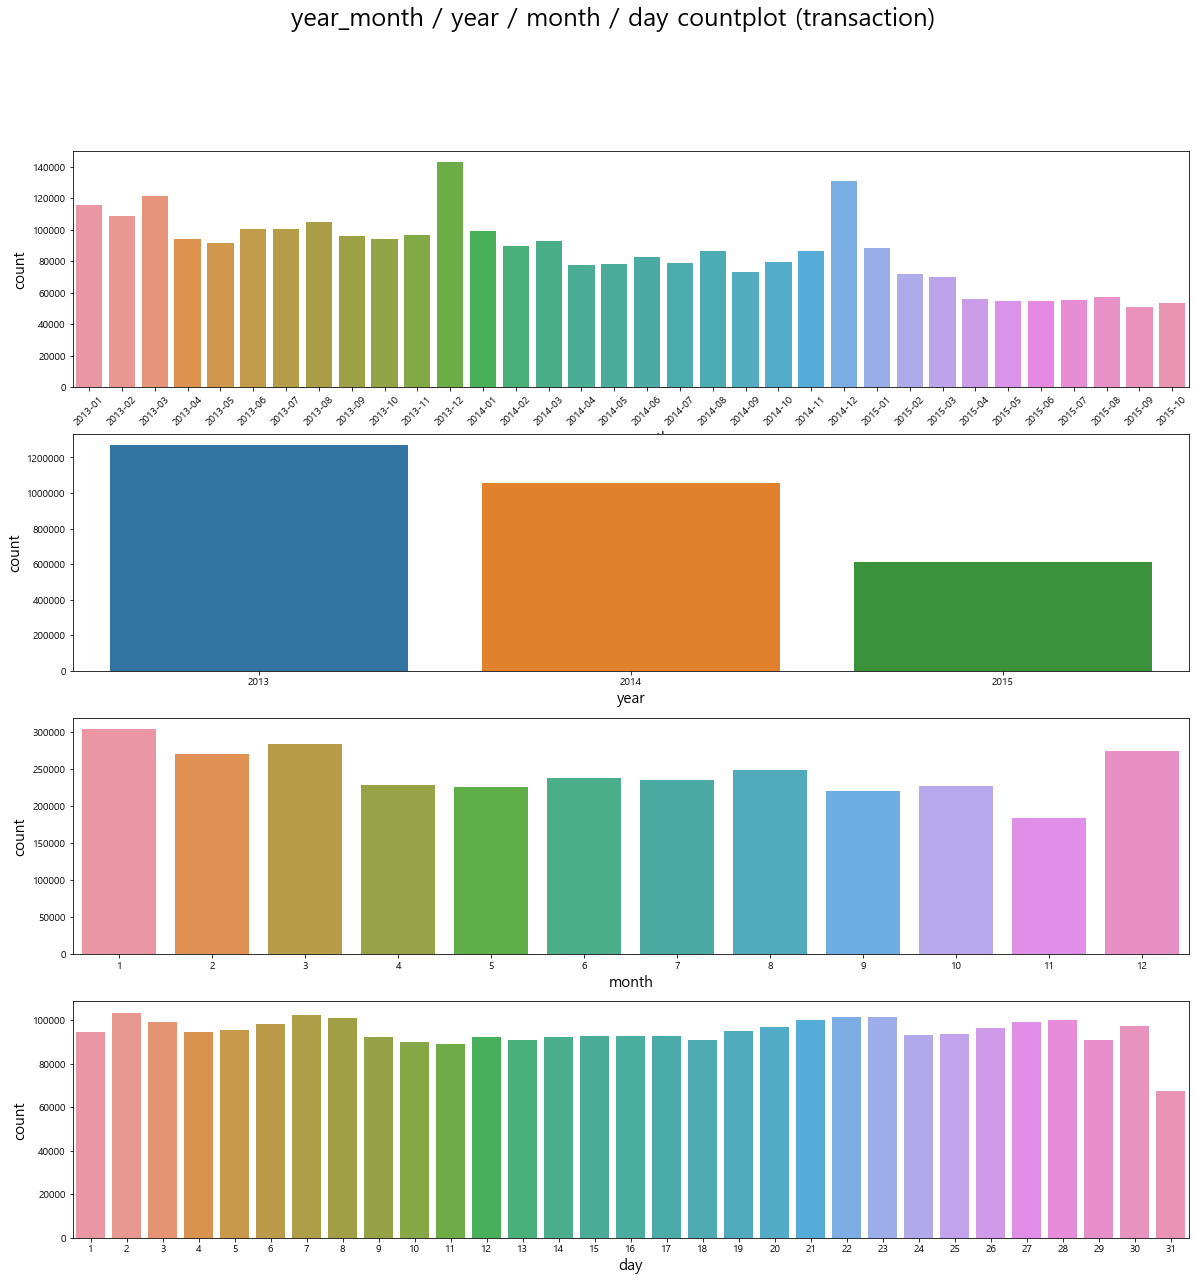 year_month / year / month / day countplot (transaction)
140000
120000
100000
80000
60000
40000
20000
0
count
2013-01 2013-02 2013-03 2013-04 2013-05 2013-06 2013-07 2013-08 2013-09 2013-10 2013-11 2013-12 2014-01 2014-02 2014-03 2014-04 2014-05 2014-06 2014-07 2014-08 2014-09 2014-10 2014-11 2014-12 2015-01 2015-02 2015-03 2015-04 2015-05 2015-06 2015-07 2015-08 2015-09 2015-10
1200000
1000000
800000
600000
400000
200000
0
count
2013 2014 2015
year
300000
250000
200000
150000
100000
50000
0
count
1 2 3 4 5 6 7 8 9 10 11 12
month
100000
80000
60000
40000
20000
0
count
1 2 3 4 5 6 7 8 9 10 11 12 13 14 15 16 17 18 19 20 21 22 23 24 25 26 27 28 29 30 31
day